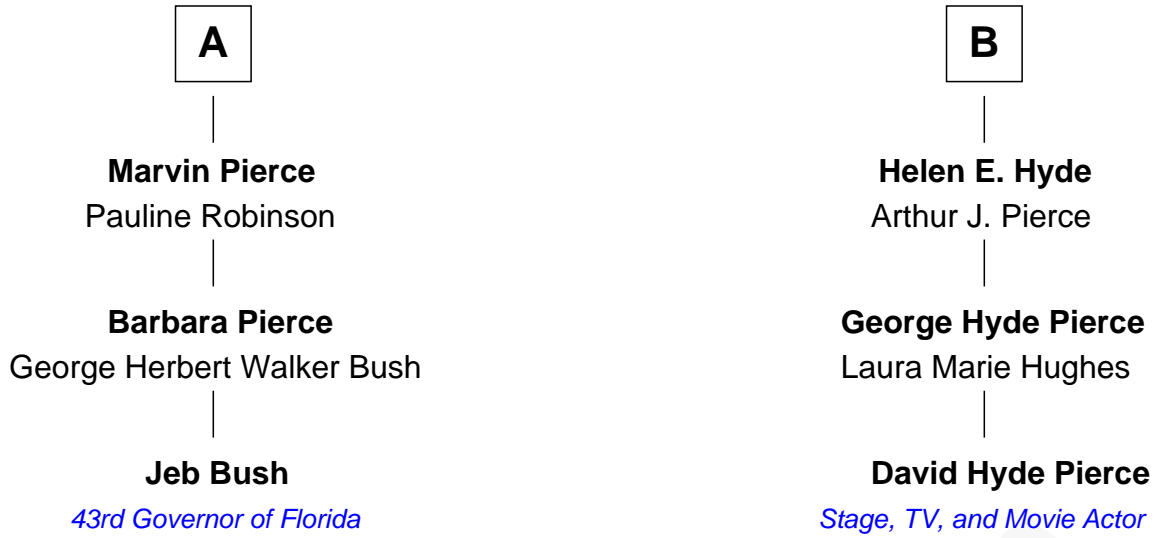 A
Marvin Pierce
Pauline Robinson
Barbara Pierce
George Herbert Walker Bush
Jeb Bush
43rd Governor of Florida
B
Helen E. Hyde
Arthur J. Pierce
George Hyde Pierce
Laura Marie Hughes
David Hyde Pierce
Stage, TV, and Movie Actor